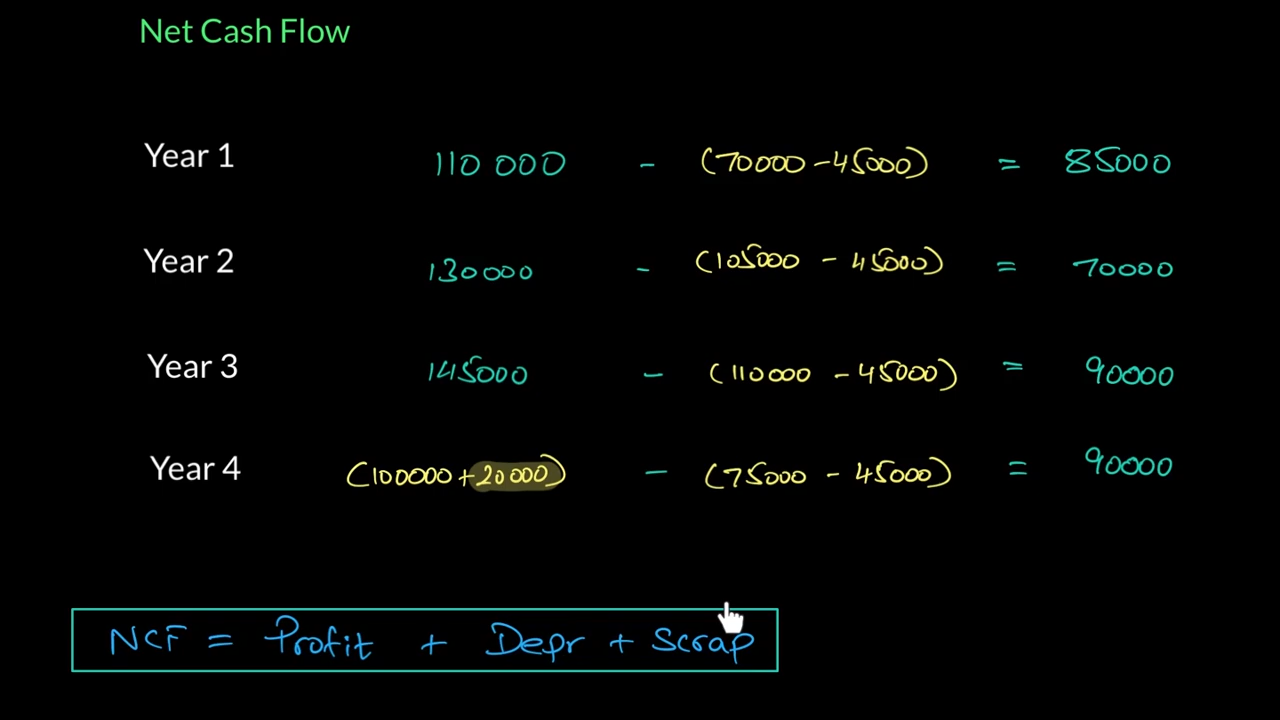 Net Cash Flow
Year 1 110 000 - (70000 - 45000) = 85000
Year 2 130000 - (105000 - 45000) = 70000
Year 3 145000 - (110000 - 45000) = 90000
Year 4 (100000 + 20000) - (75000 - 45000) = 90000
NCF = Profit + Depr + Scrap